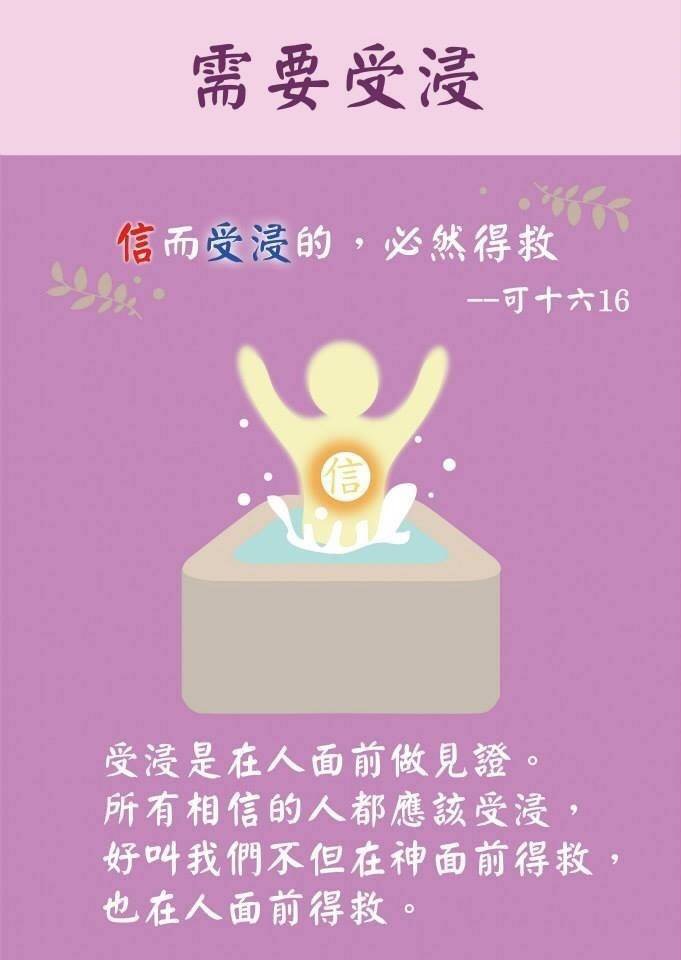 需要受浸
信而受浸的，必然得救
--可十六16
信
受浸是在人面前做見證。
所有相信的人都應該受浸，
好叫我們不但在神面前得救，
也在人面前得救。